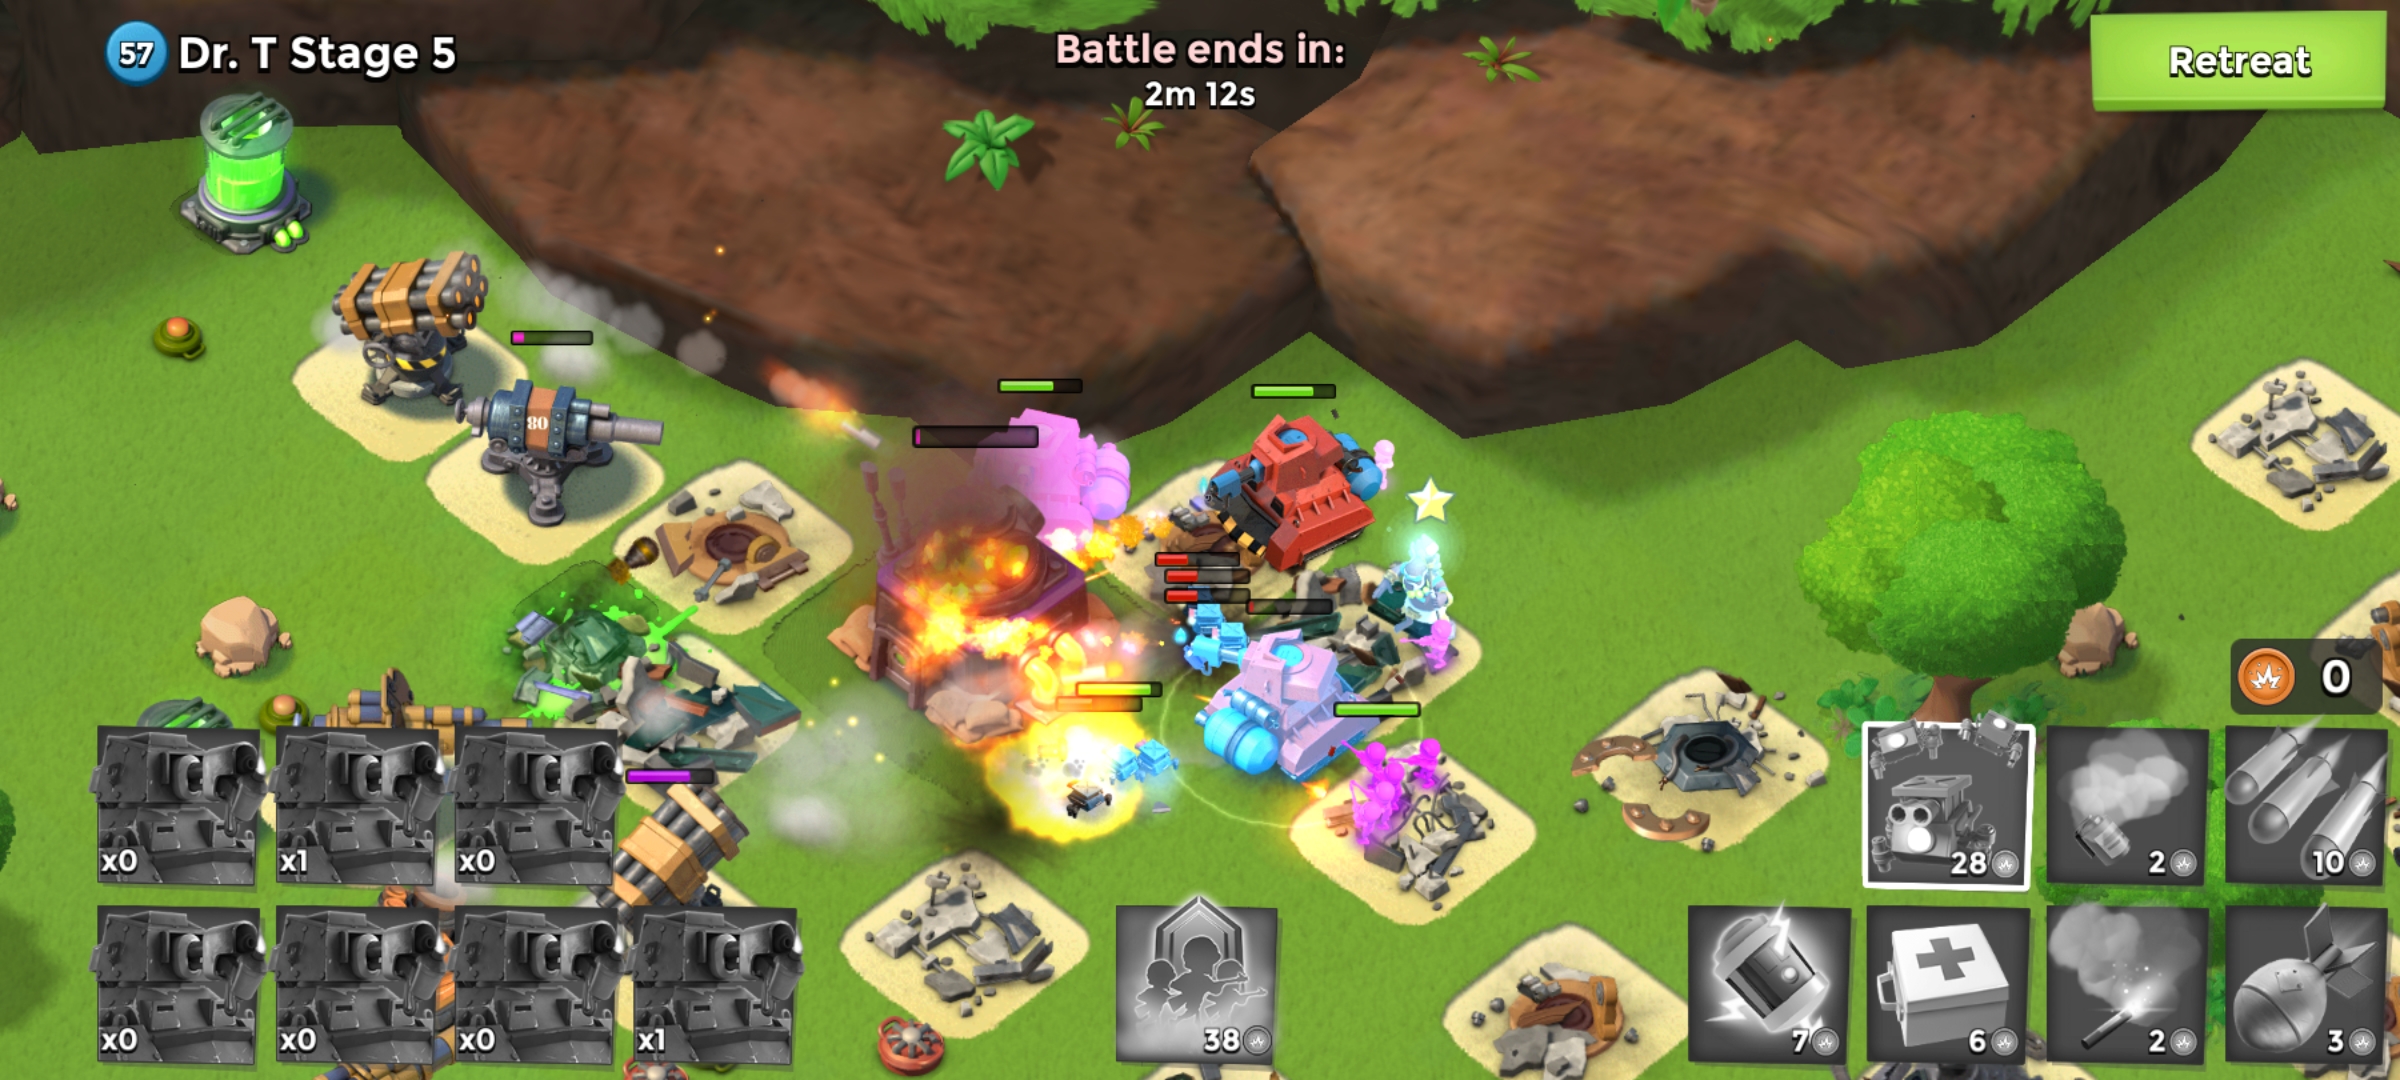 57 Dr. T Stage 5
Battle ends in:
2m 12s
Retreat
80
0
x0
x1
x0
28
2
10
x0
x0
x0
x1
38
7
6
2
3